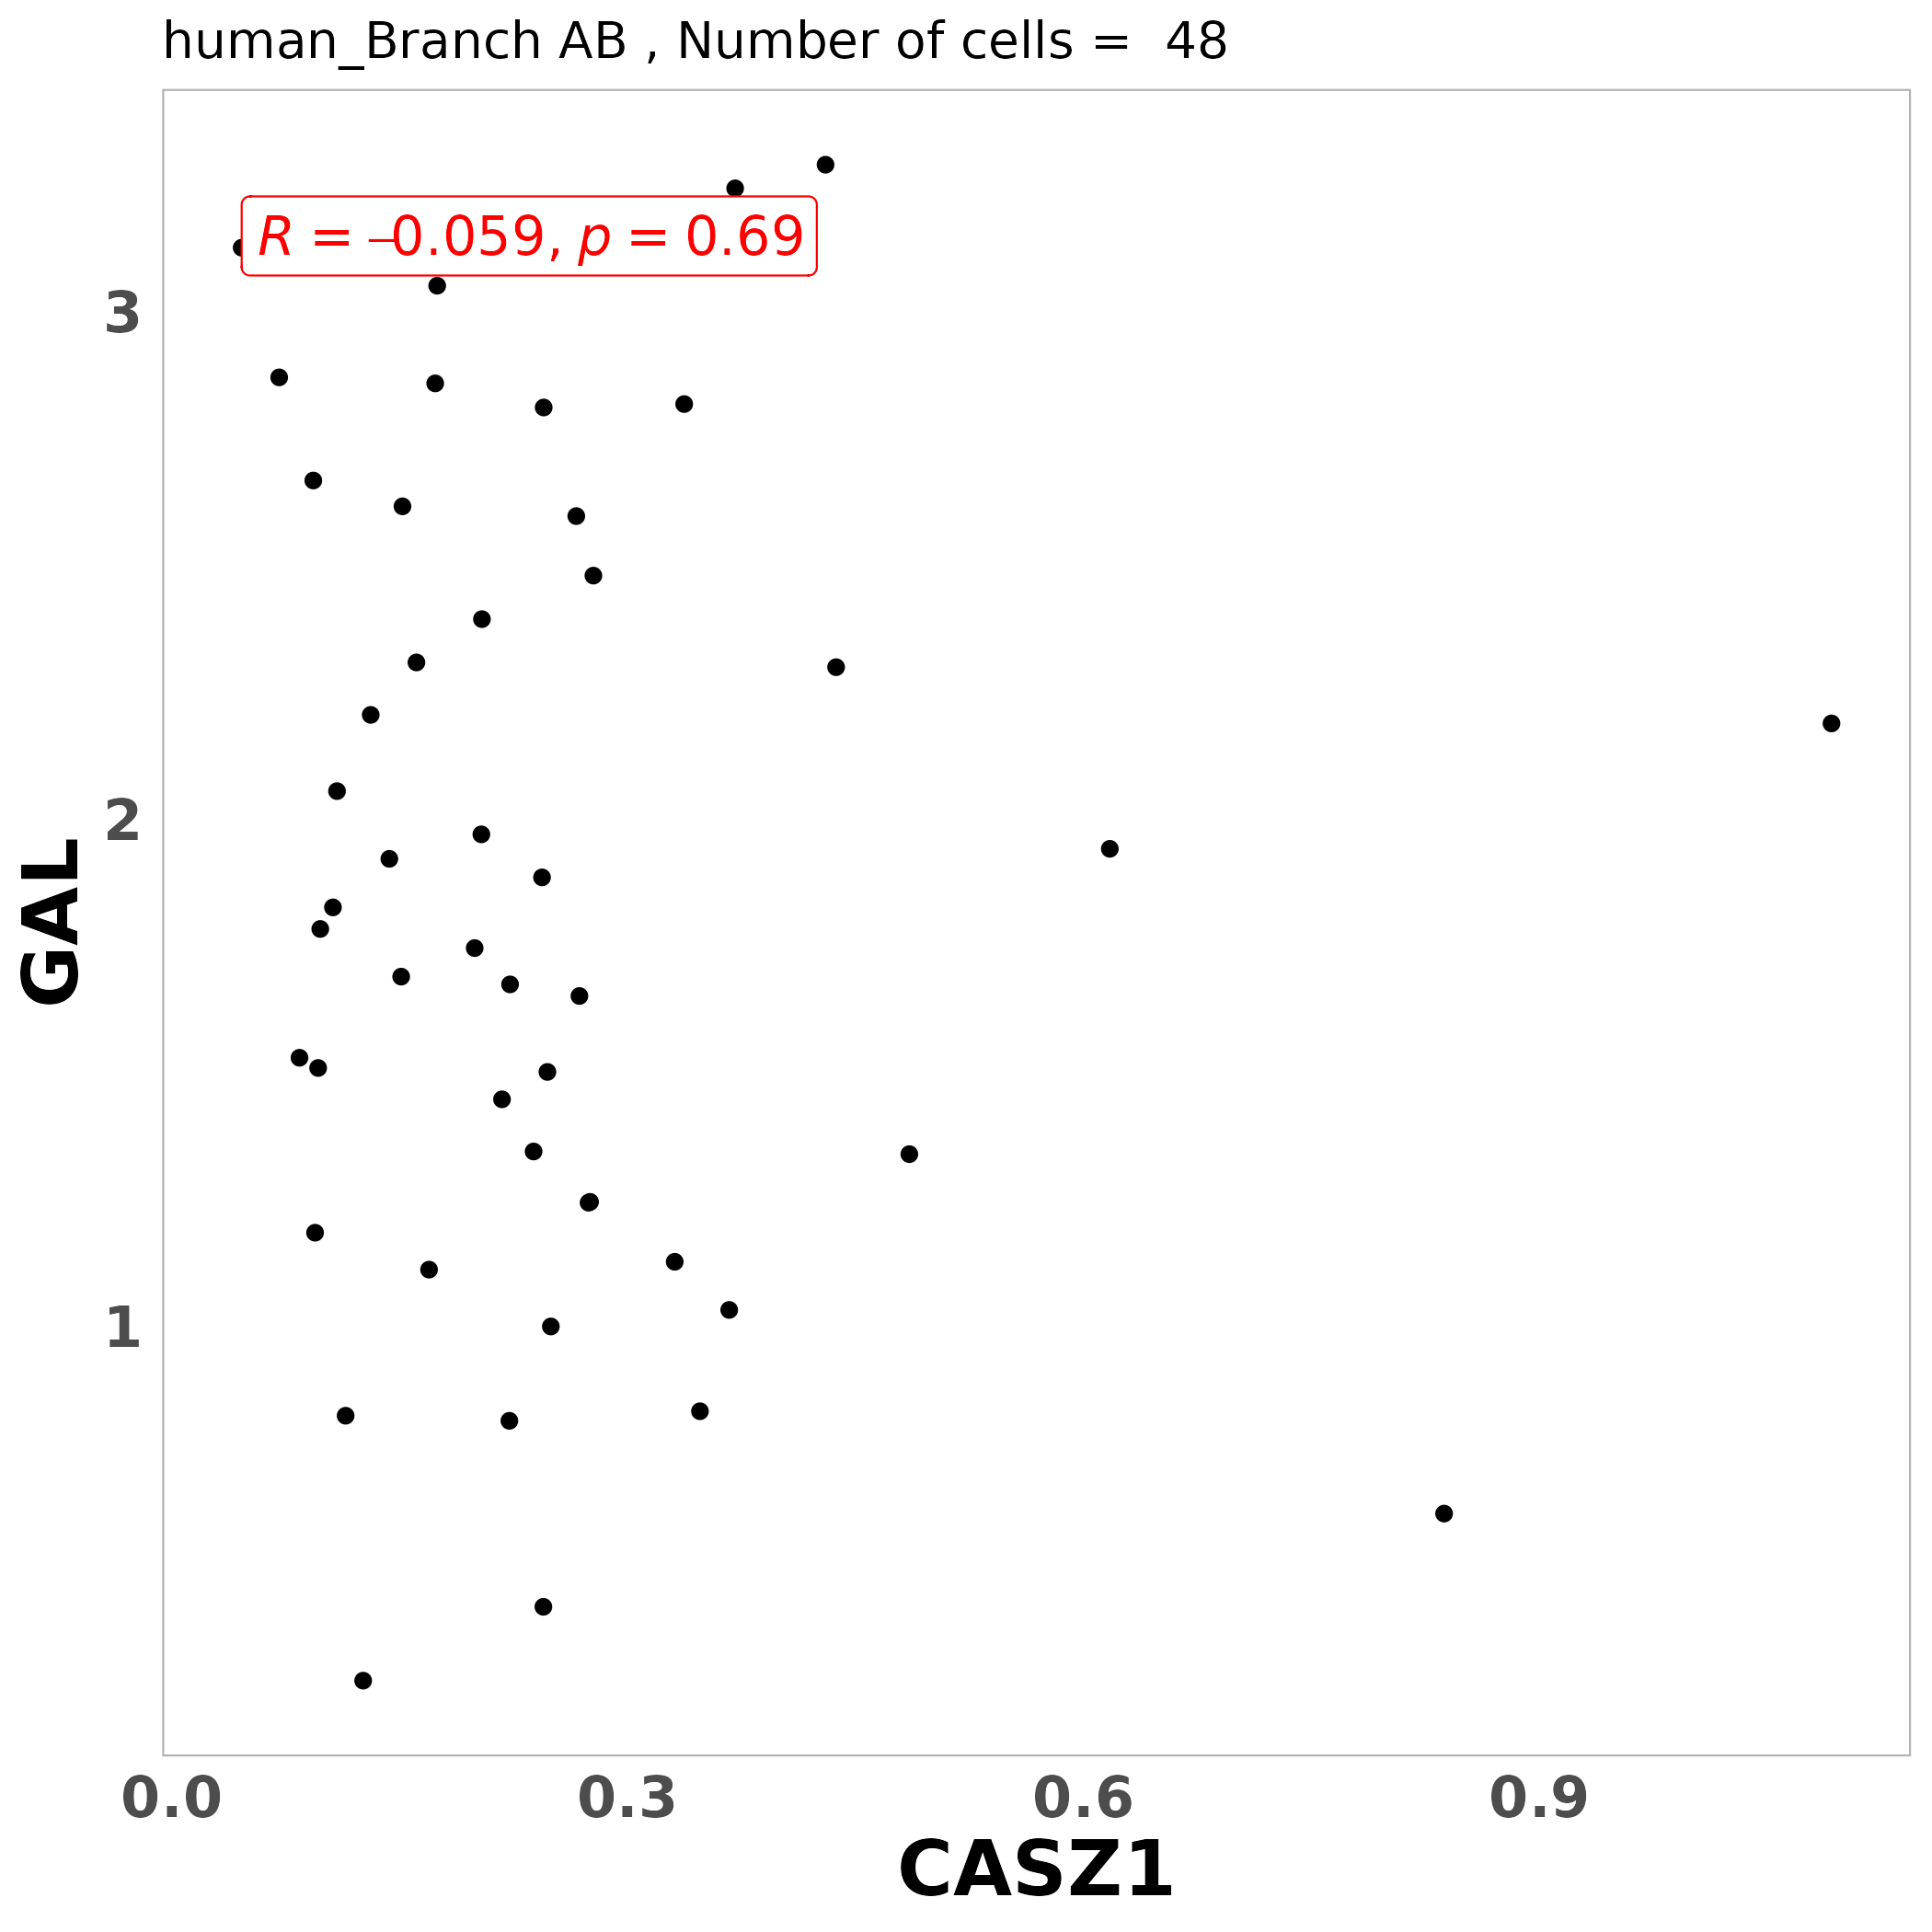 human_Branch AB , Number of cells =  48
R = –0.059, p = 0.69
3
2
1
GAL
0.0 0.3 0.6 0.9
CASZ1